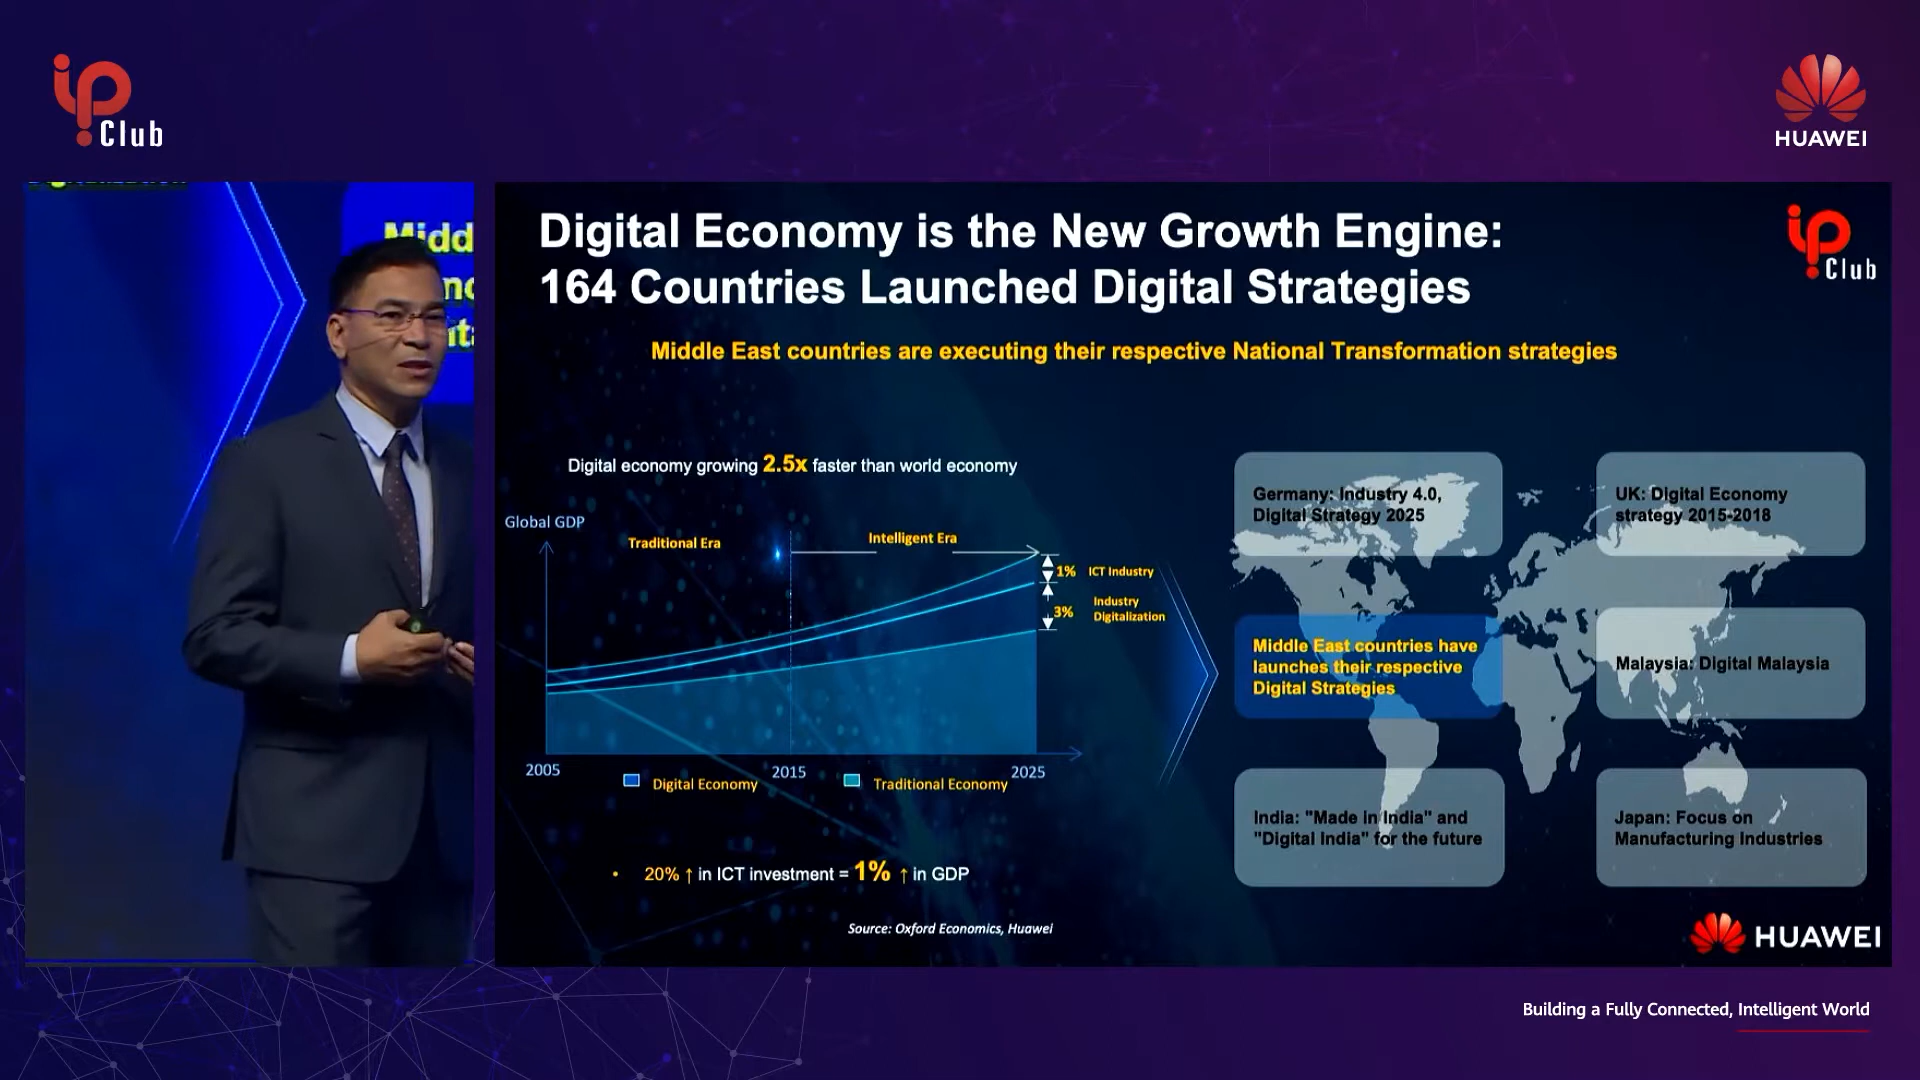 ip
Club
HUAWEI
Midd
Digital Economy is the New Growth Engine:
164 Countries Launched Digital Strategies
ip
Club
Middle East countries are executing their respective National Transformation strategies
Digital economy growing 2.5x faster than world economy
Global GDP
Traditional Era
Intelligent Era
1% ICT Industry
3% Industry
Digitalization
2005
2015
2025
Digital Economy
Traditional Economy
20% ↑ in ICT investment = 1% ↑ in GDP
Source: Oxford Economics, Huawei
Germany: Industry 4.0,
Digital Strategy 2025
UK: Digital Economy
strategy 2015-2018
Middle East countries have
launches their respective
Digital Strategies
Malaysia: Digital Malaysia
India: "Made in India" and
"Digital India" for the future
Japan: Focus on
Manufacturing Industries
HUAWEI
Building a Fully Connected, Intelligent World